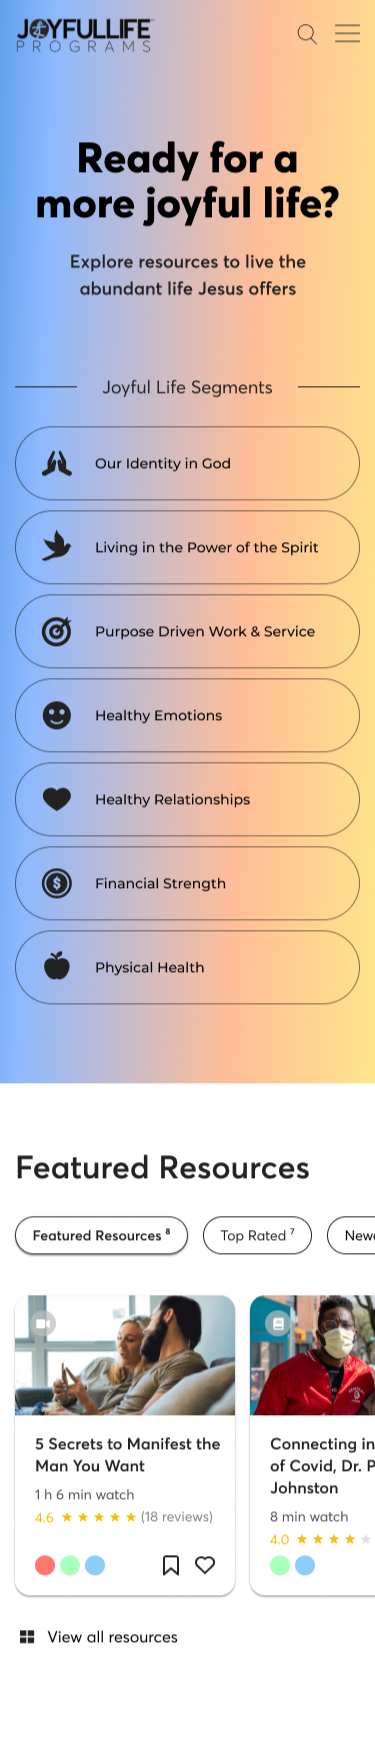 JOYFULLIFE
PROGRAMS
Ready for a
more joyful life?
Explore resources to live the
abundant life Jesus offers
Joyful Life Segments
Our Identity in God
Living in the Power of the Spirit
Purpose Driven Work & Service
Healthy Emotions
Healthy Relationships
Financial Strength
Physical Health
Featured Resources
Featured Resources 8
Top Rated 7
5 Secrets to Manifest the
Man You Want
1 h 6 min watch
4.6 ★★★★★ (18 reviews)
Connecting in
of Covid, Dr. P
Johnston
8 min watch
4.0 ★★★★★
View all resources